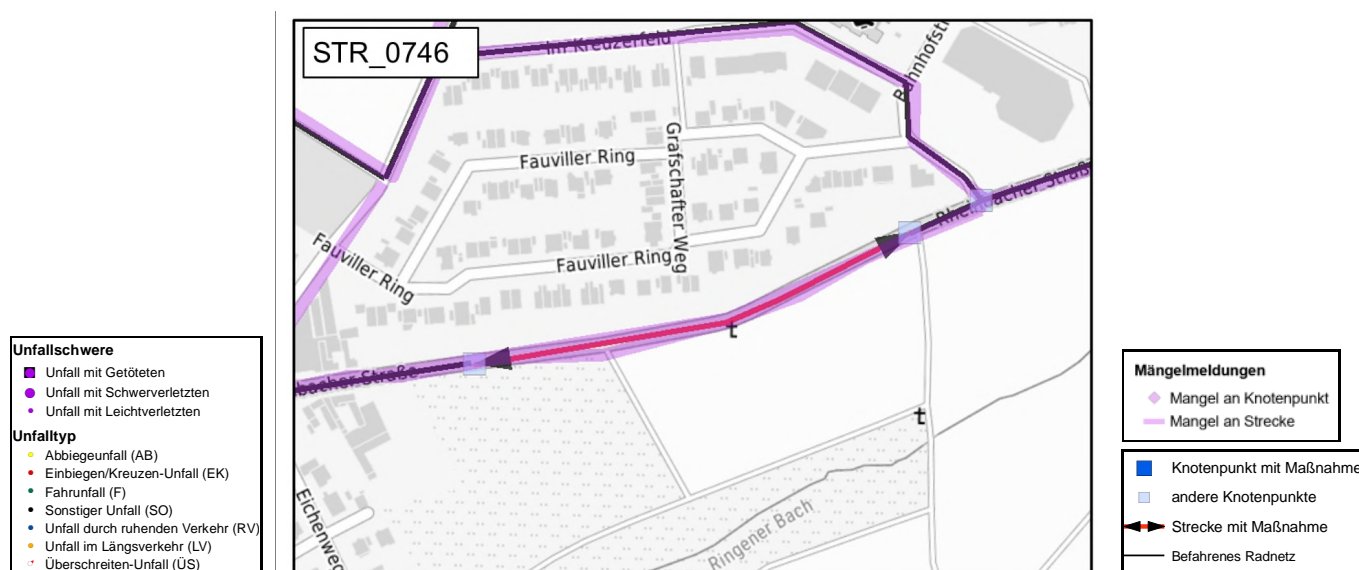 STR_0746
Im Kreuzerfeld
Fauviller Ring
Grafschafter Weg
Rheinbacher Straß
Fauviller Ring
Fauviller Ring
t
bacher Straße
t
Eichenweg
Ringener Bach
Unfallschwere
Unfall mit Getöteten
Unfall mit Schwerverletzten
Unfall mit Leichtverletzten
Unfalltyp
Abbiegeunfall (AB)
Einbiegen/Kreuzen-Unfall (EK)
Fahrunfall (F)
Sonstiger Unfall (SO)
Unfall durch ruhenden Verkehr (RV)
Unfall im Längsverkehr (LV)
Überschreiten-Unfall (ÜS)
Mängelmeldungen
Mangel an Knotenpunkt
Mangel an Strecke
Knotenpunkt mit Maßnahme
andere Knotenpunkte
Strecke mit Maßnahme
Befahrenes Radnetz